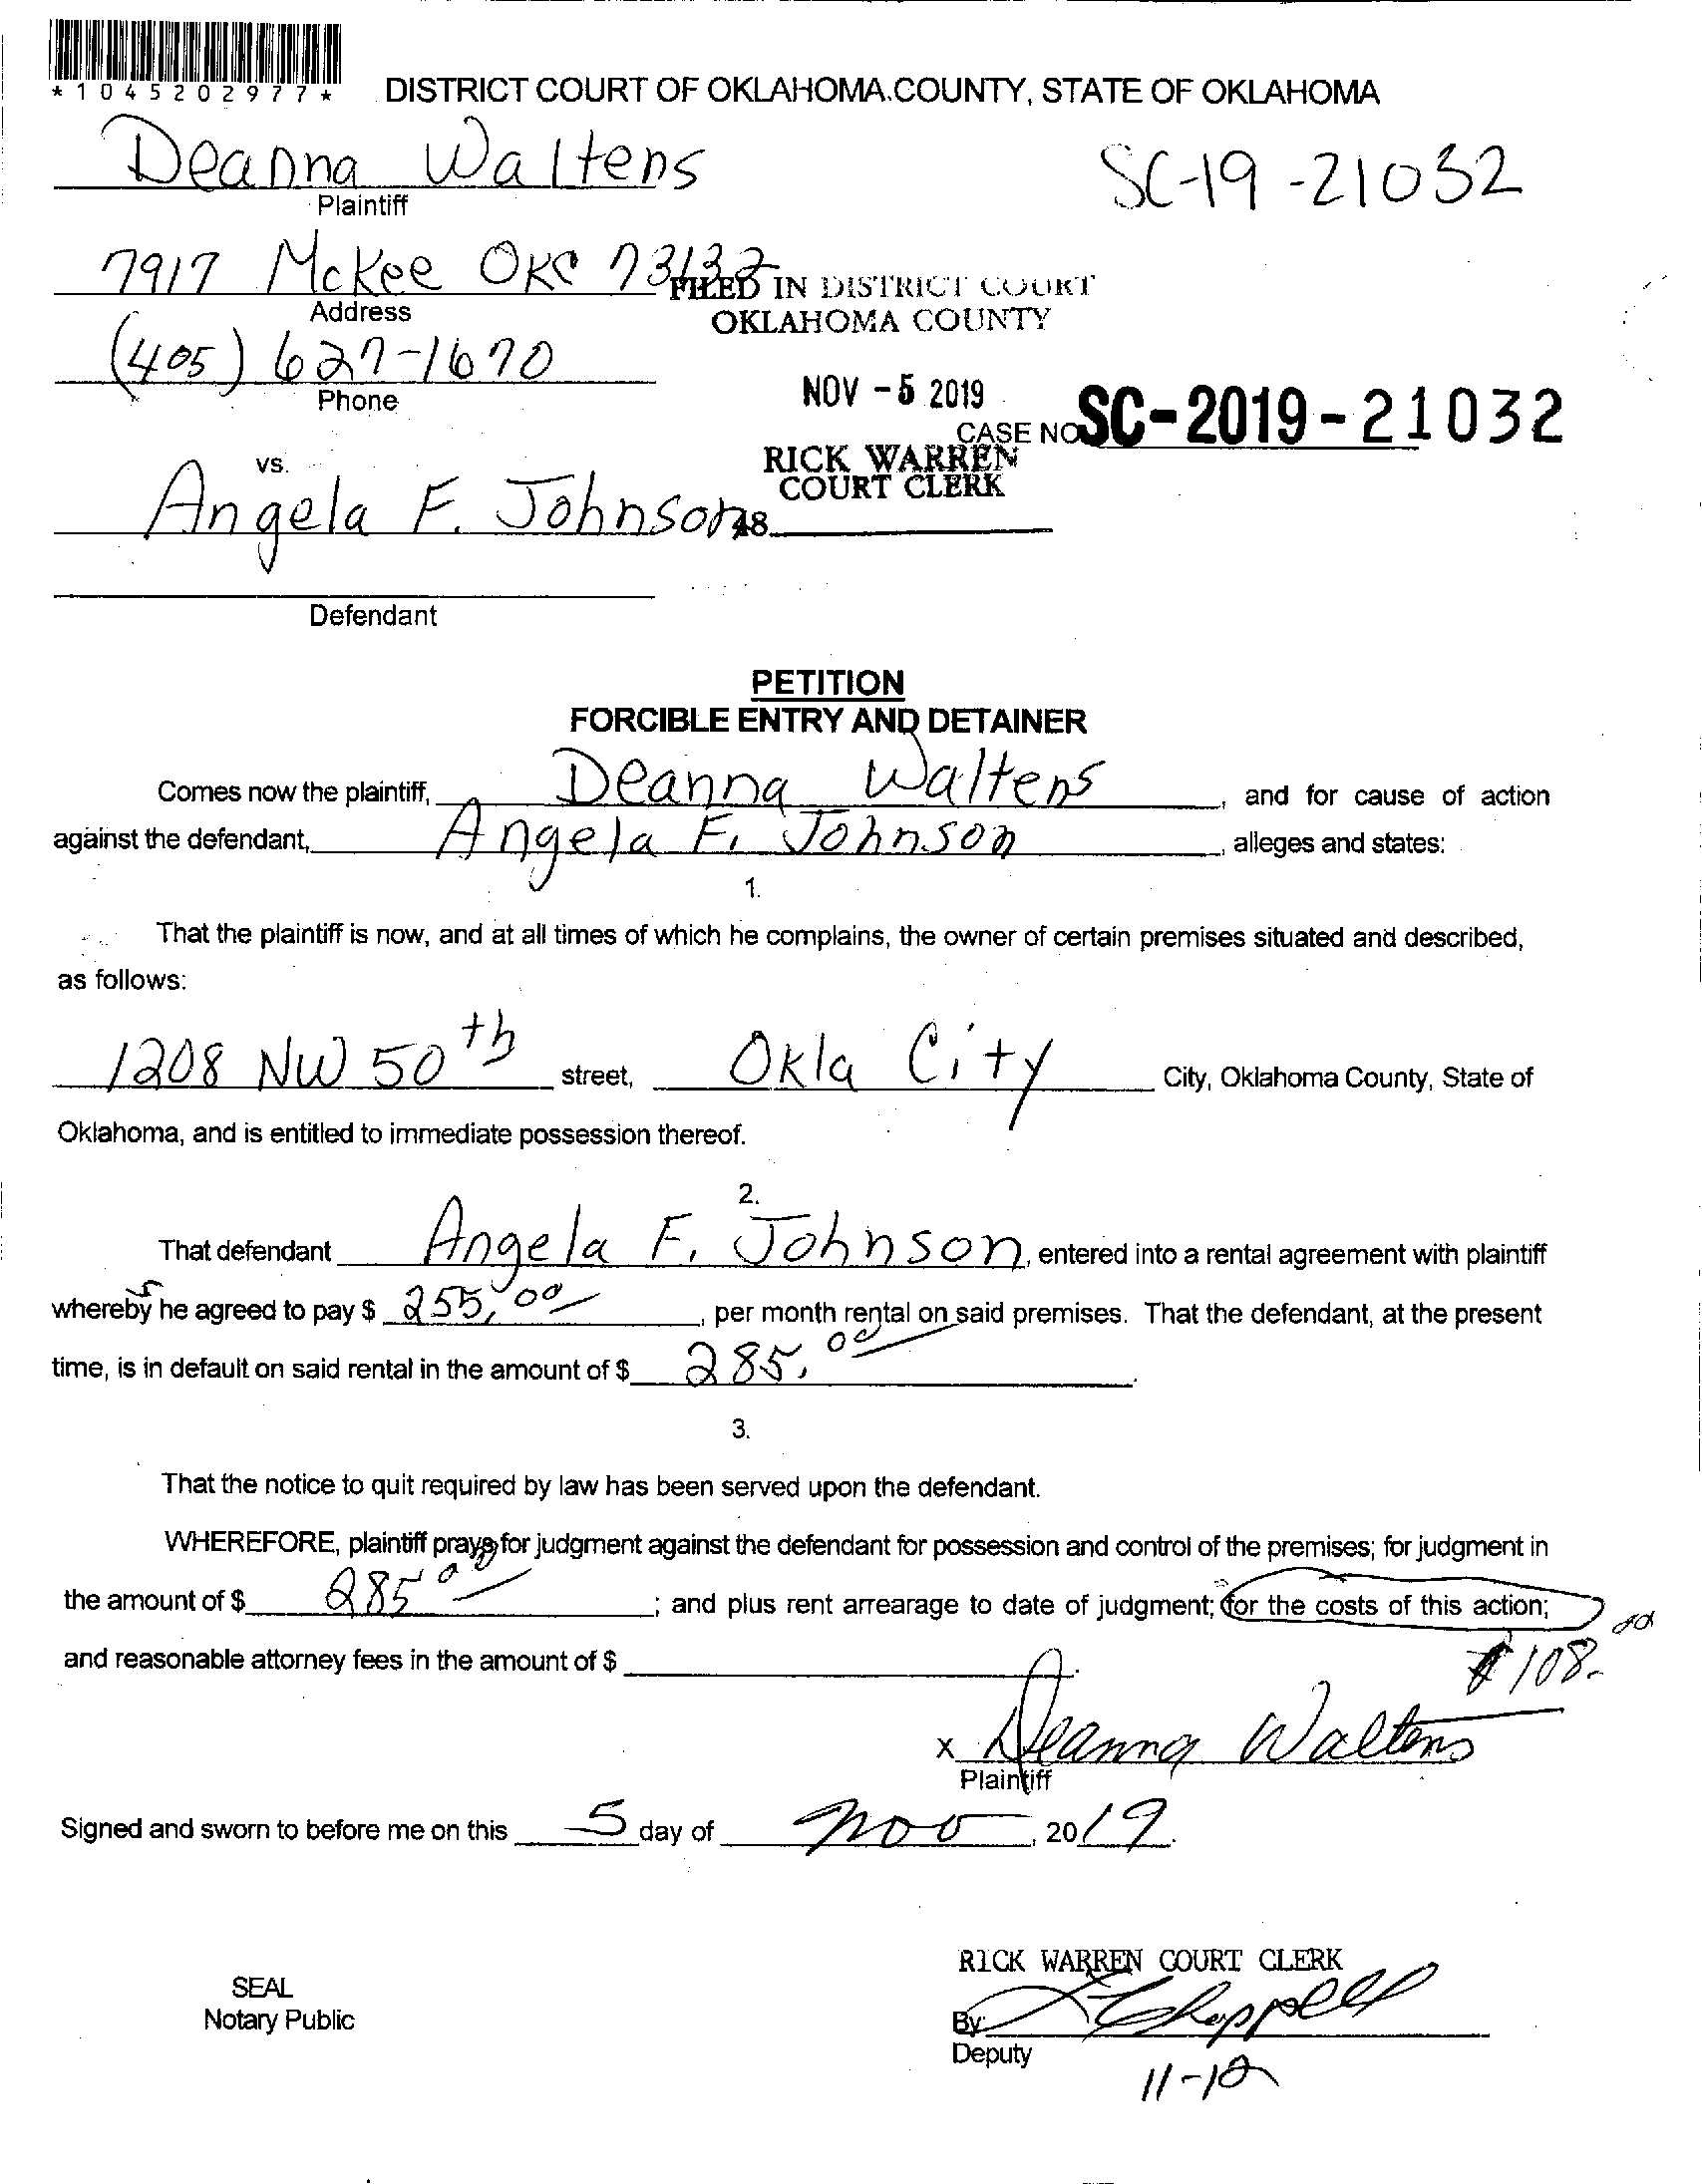 *1045202977*
DISTRICT COURT OF OKLAHOMA COUNTY, STATE OF OKLAHOMA
Deanna Waltens
SC-19-21032
Plaintiff
7917 McKee OKC 73132
FILED IN DISTRICT COURT
Address
OKLAHOMA COUNTY
(405) 627-1670
Phone
NOV - 5 2019
CASE NO SC-2019-21032
vs.
RICK WARREN
COURT CLERK
Angela F. Johnson
48
Defendant
PETITION
FORCIBLE ENTRY AND DETAINER
Comes now the plaintiff, Deanna Waltens, and for cause of action
against the defendant, Angela F. Johnson, alleges and states:
1.
That the plaintiff is now, and at all times of which he complains, the owner of certain premises situated and described,
as follows:
1208 NW 50th street, Okla City City, Oklahoma County, State of
Oklahoma, and is entitled to immediate possession thereof.
2.
That defendant Angela F. Johnson, entered into a rental agreement with plaintiff
whereby he agreed to pay $ 255.00, per month rental on said premises. That the defendant, at the present
time, is in default on said rental in the amount of $ 285.00.
3.
That the notice to quit required by law has been served upon the defendant.
WHEREFORE, plaintiff prays for judgment against the defendant for possession and control of the premises; for judgment in
the amount of $ 285 00; and plus rent arrearage to date of judgment; for the costs of this action;
and reasonable attorney fees in the amount of $
$108.00
x Deanna Waltens
Plaintiff
Signed and sworn to before me on this 5 day of Nov, 2019.
RICK WARREN COURT CLERK
SEAL
Notary Public
By: Chappell
Deputy
11-12